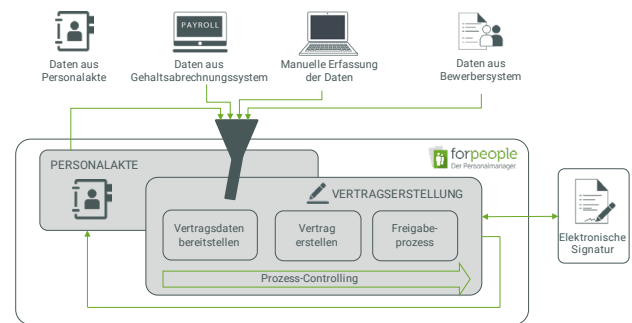 Daten aus
Personalakte
PAYROLL
Daten aus
Gehaltsabrechnungssystem
Manuelle Erfassung
der Daten
Daten aus
Bewerbersystem
forpeople
Der Personalmanager
PERSONALAKTE
VERTRAGSERSTELLUNG
Vertragsdaten
bereitstellen
Vertrag
erstellen
Freigabe-
prozess
Prozess-Controlling
Elektronische
Signatur